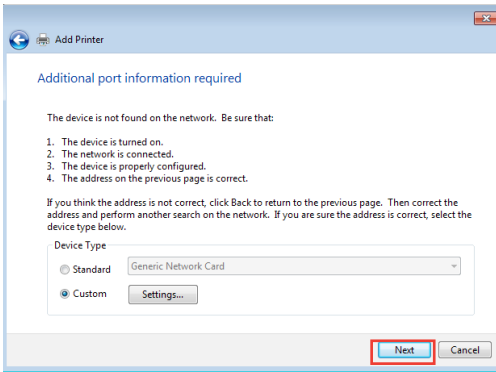 Add Printer
Additional port information required
The device is not found on the network. Be sure that:
1. The device is turned on.
2. The network is connected.
3. The device is properly configured.
4. The address on the previous page is correct.
If you think the address is not correct, click Back to return to the previous page. Then correct the
address and perform another search on the network. If you are sure the address is correct, select the
device type below.
Device Type
Standard Generic Network Card
Custom Settings...
Next Cancel